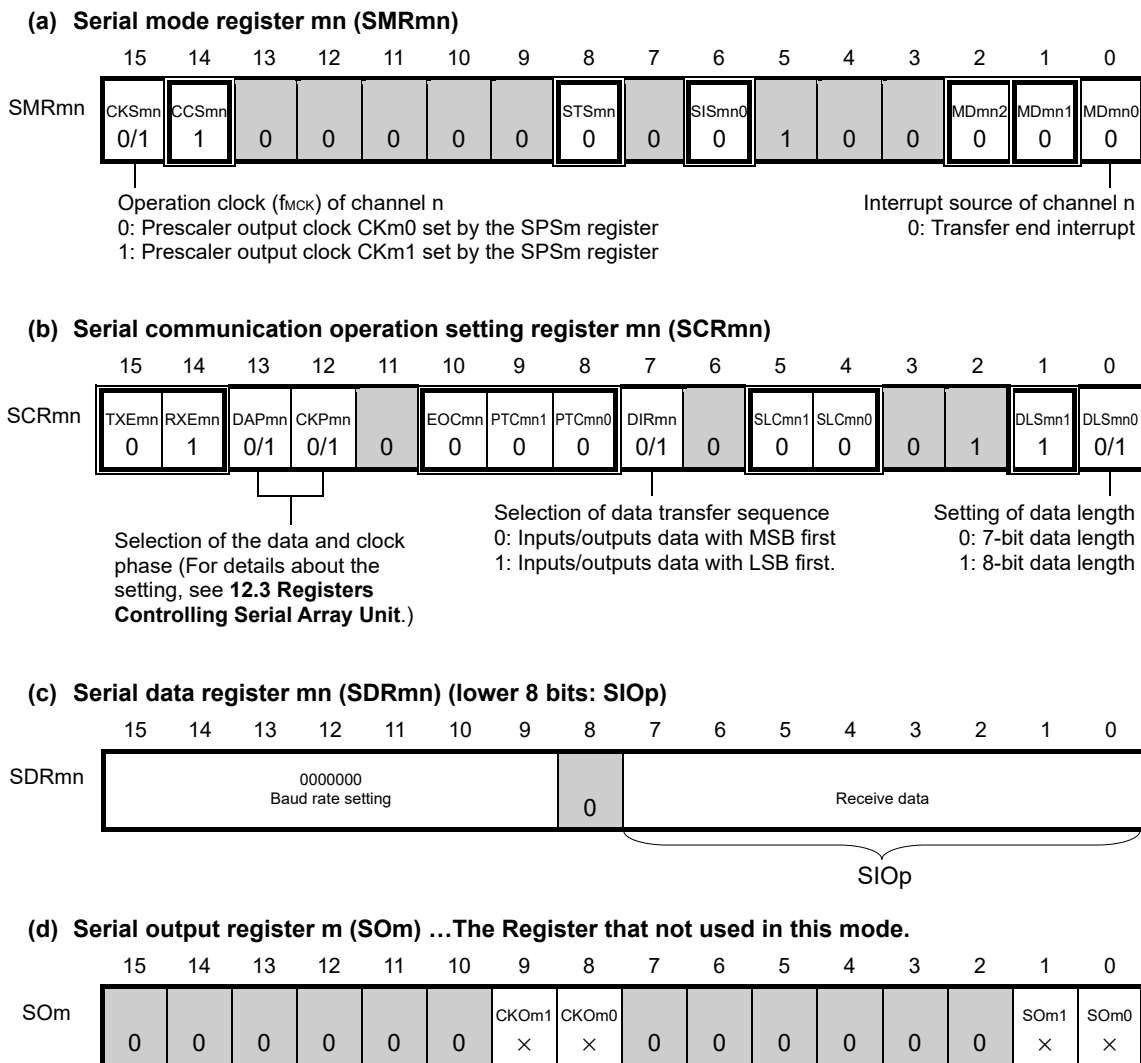 (a) Serial mode register mn (SMRmn)
15 14 13 12 11 10 9 8 7 6 5 4 3 2 1 0
SMRmn
CKSmn CCSmn STSmn SISmn0 MDmn2 MDmn1 MDmn0
0/1 1 0 0 0 0 0 0 0 0 1 0 0 0 0 0
Operation clock (fMCK) of channel n
0: Prescaler output clock CKm0 set by the SPSm register
1: Prescaler output clock CKm1 set by the SPSm register
Interrupt source of channel n
0: Transfer end interrupt
(b) Serial communication operation setting register mn (SCRmn)
15 14 13 12 11 10 9 8 7 6 5 4 3 2 1 0
SCRmn
TXEmn RXEmn DAPmn CKPmn EOCmn PTCmn1 PTCmn0 DIRmn SLCmn1 SLCmn0 DLSmn1 DLSmn0
0 1 0/1 0/1 0 0 0 0 0/1 0 0 0 0 1 1 0/1
Selection of the data and clock
phase (For details about the
setting, see 12.3 Registers
Controlling Serial Array Unit.)
Selection of data transfer sequence
0: Inputs/outputs data with MSB first
1: Inputs/outputs data with LSB first.
Setting of data length
0: 7-bit data length
1: 8-bit data length
(c) Serial data register mn (SDRmn) (lower 8 bits: SIOp)
15 14 13 12 11 10 9 8 7 6 5 4 3 2 1 0
SDRmn
0000000
Baud rate setting
0
Receive data
SIOp
(d) Serial output register m (SOm) …The Register that not used in this mode.
15 14 13 12 11 10 9 8 7 6 5 4 3 2 1 0
SOm
CKOm1 CKOm0 SOm1 SOm0
0 0 0 0 0 0 × × 0 0 0 0 0 0 × ×